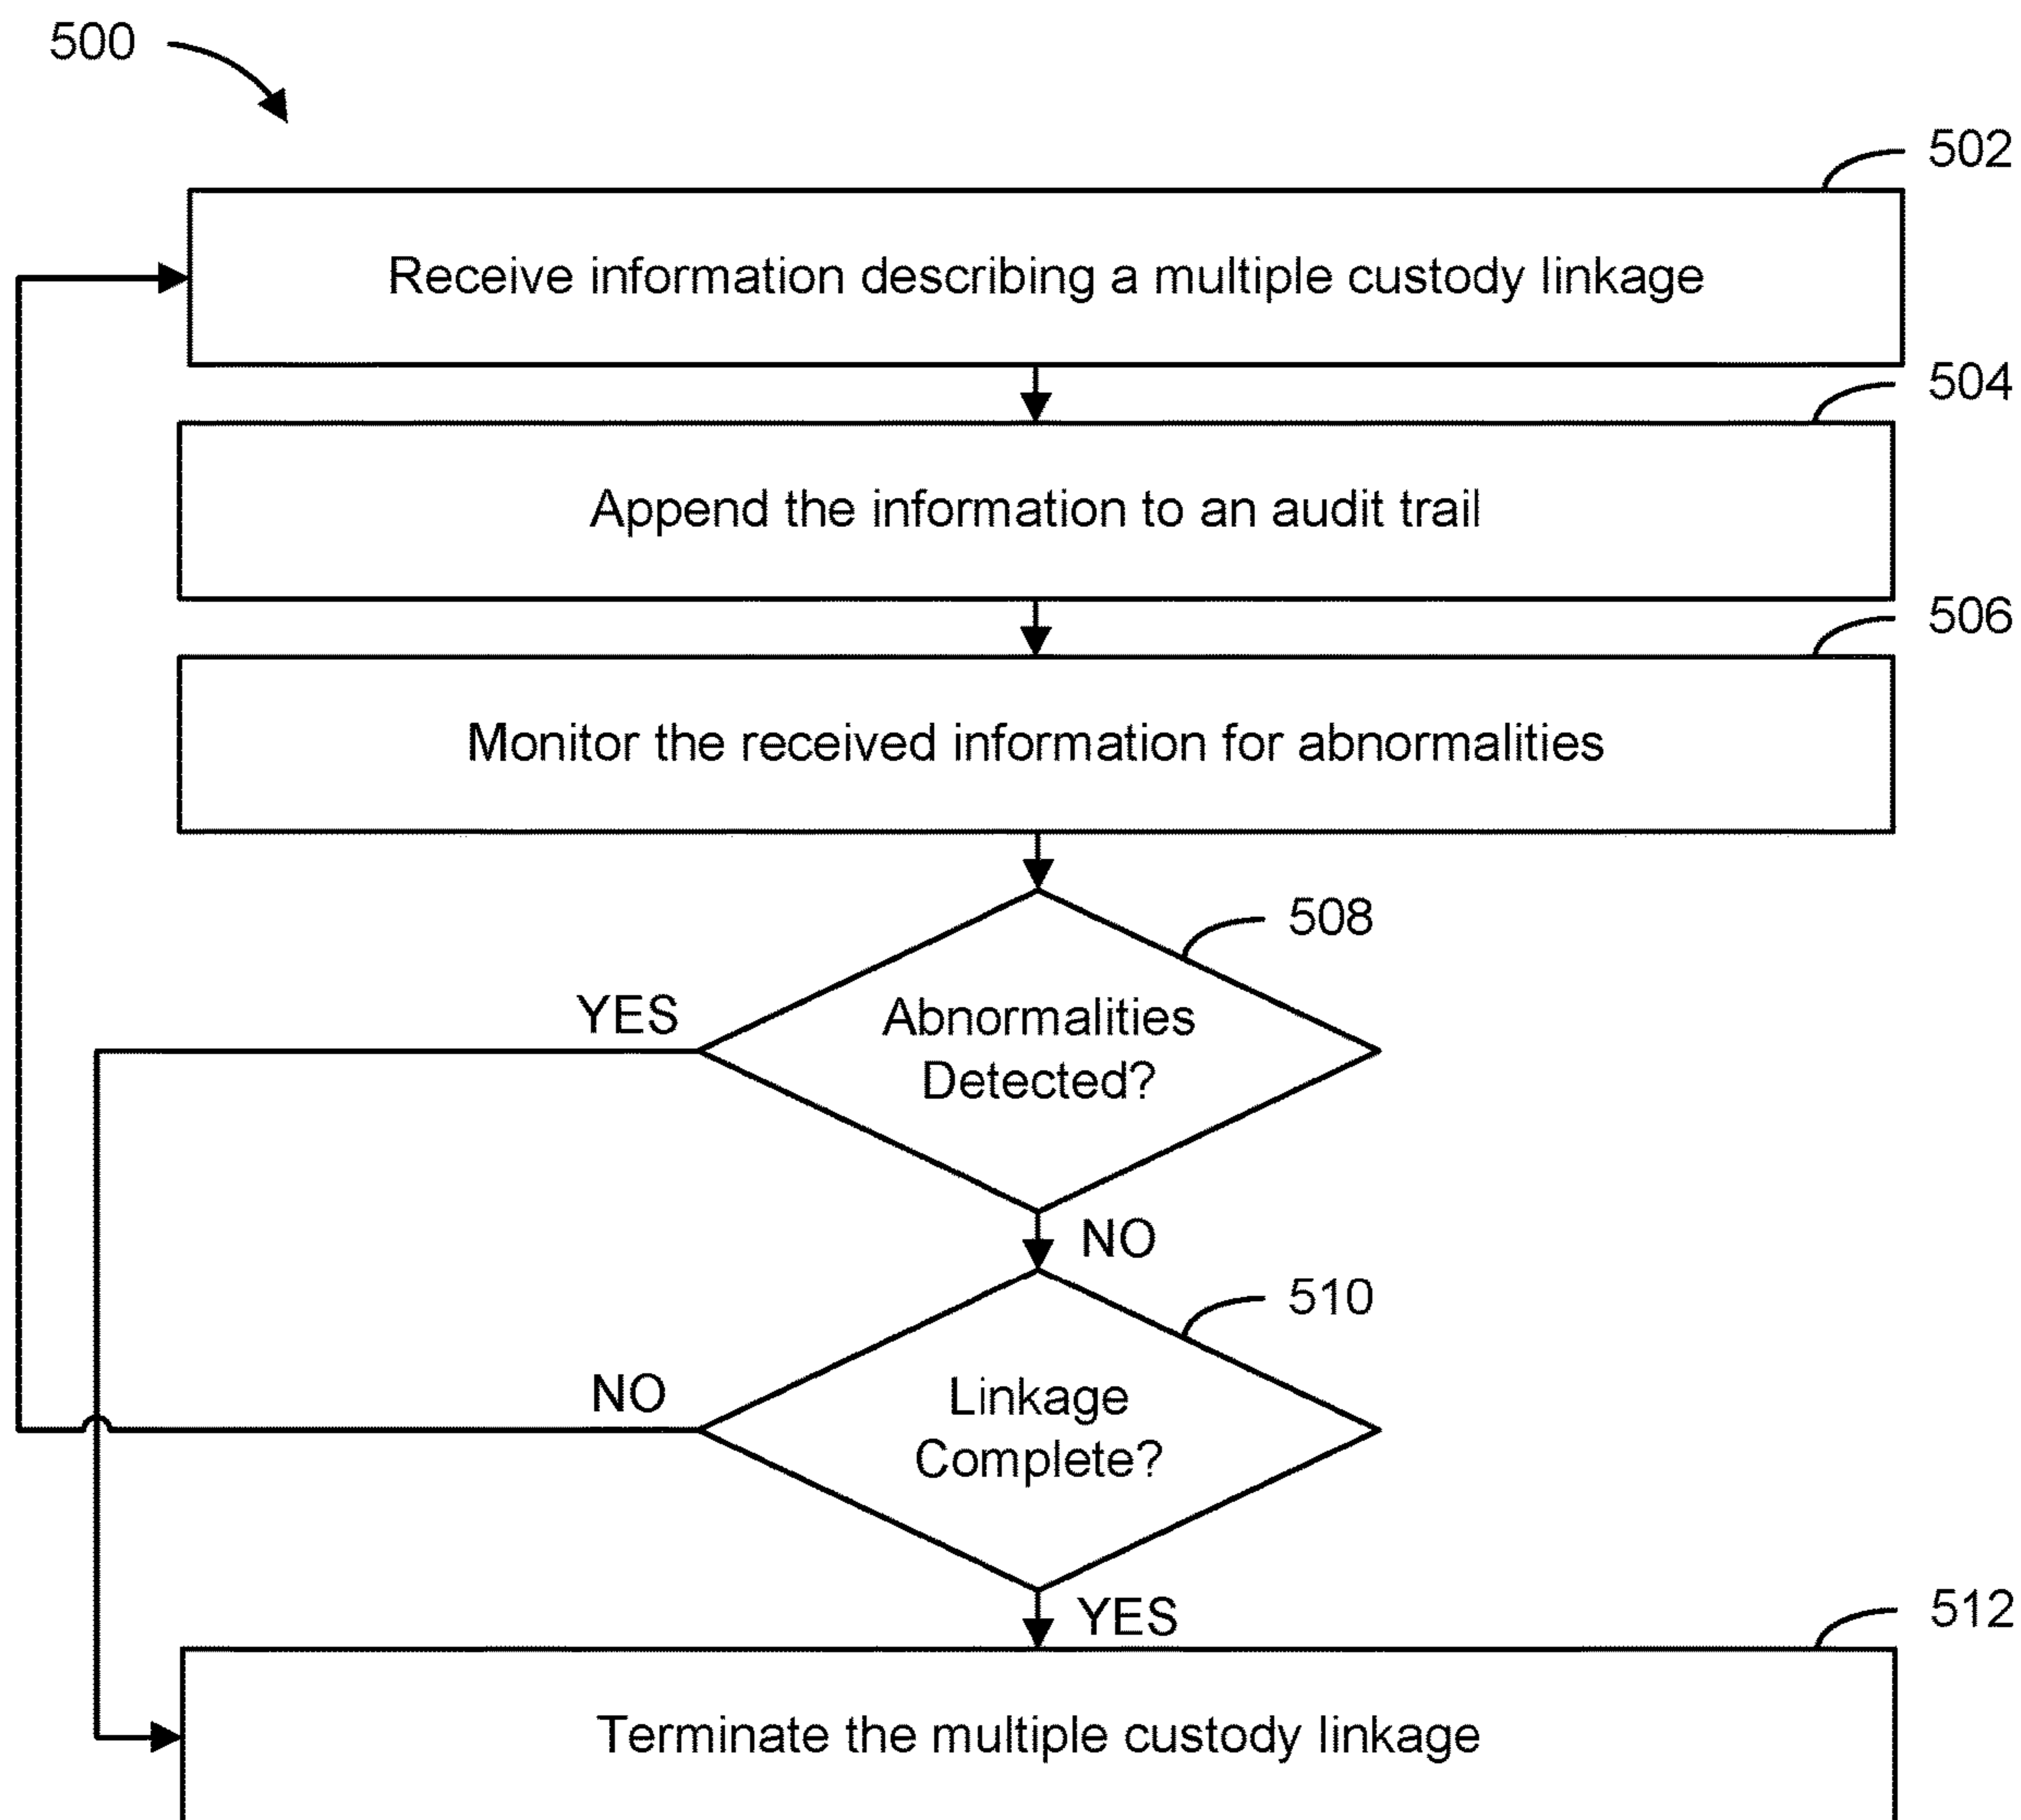 500
502
Receive information describing a multiple custody linkage
504
Append the information to an audit trail
506
Monitor the received information for abnormalities
508
YES
Abnormalities
Detected?
NO
510
NO
Linkage
Complete?
YES
512
Terminate the multiple custody linkage